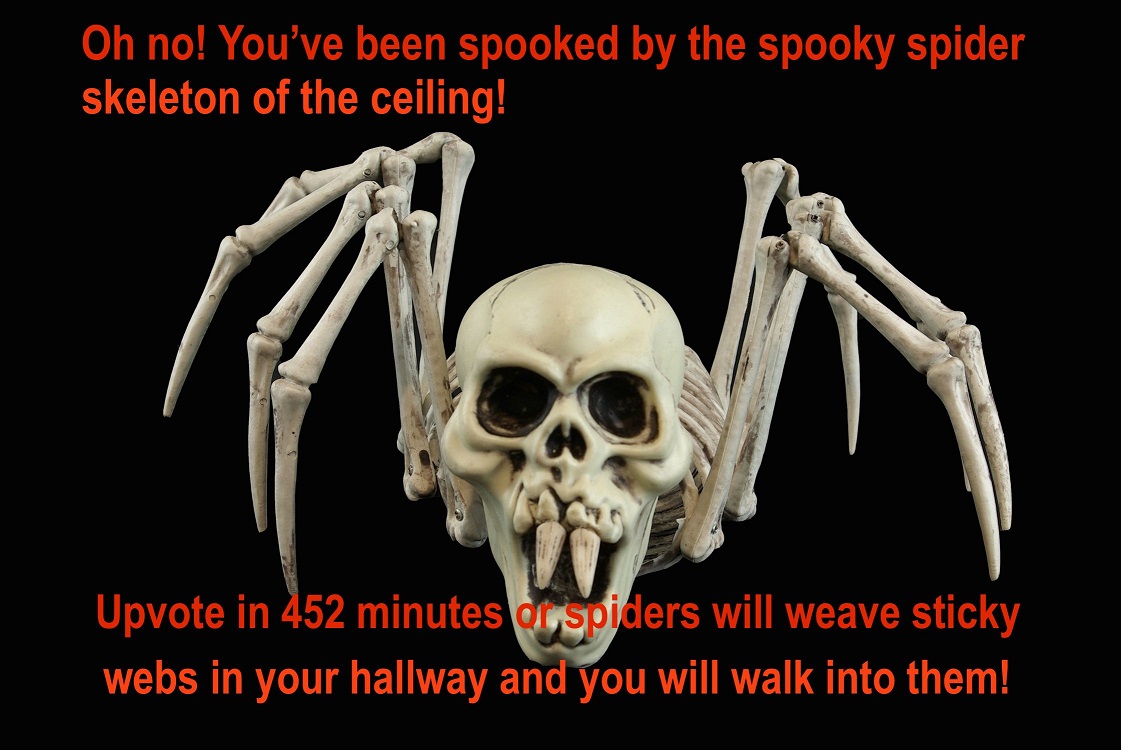 Oh no! You’ve been spooked by the spooky spider
skeleton of the ceiling!
Upvote in 452 minutes or spiders will weave sticky
webs in your hallway and you will walk into them!